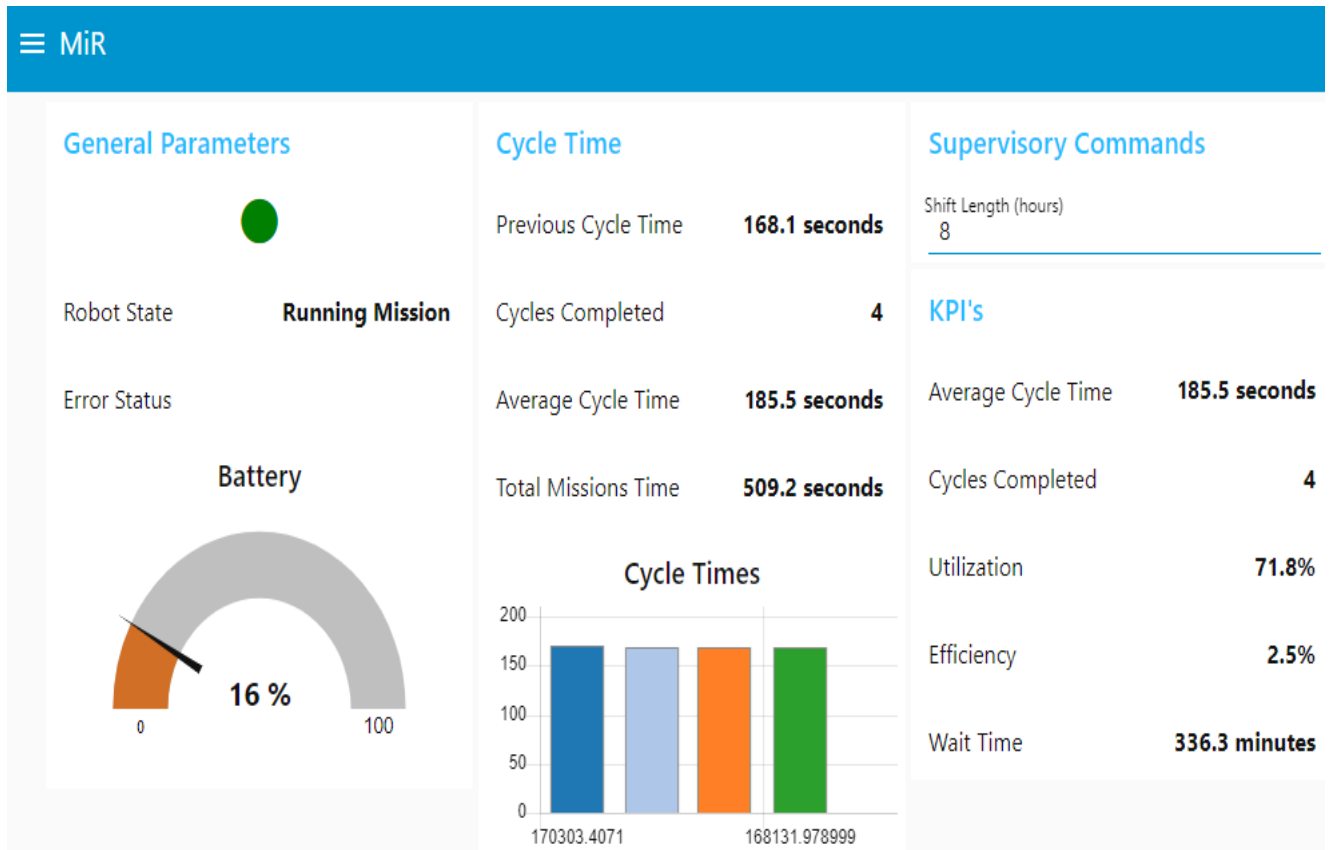 MiR
General Parameters
Robot State Running Mission
Error Status
Battery
16 %
0 100
Cycle Time
Previous Cycle Time 168.1 seconds
Cycles Completed 4
Average Cycle Time 185.5 seconds
Total Missions Time 509.2 seconds
Cycle Times
200
150
100
50
0
170303.4071 168131.978999
Supervisory Commands
Shift Length (hours)
8
KPI's
Average Cycle Time 185.5 seconds
Cycles Completed 4
Utilization 71.8%
Efficiency 2.5%
Wait Time 336.3 minutes